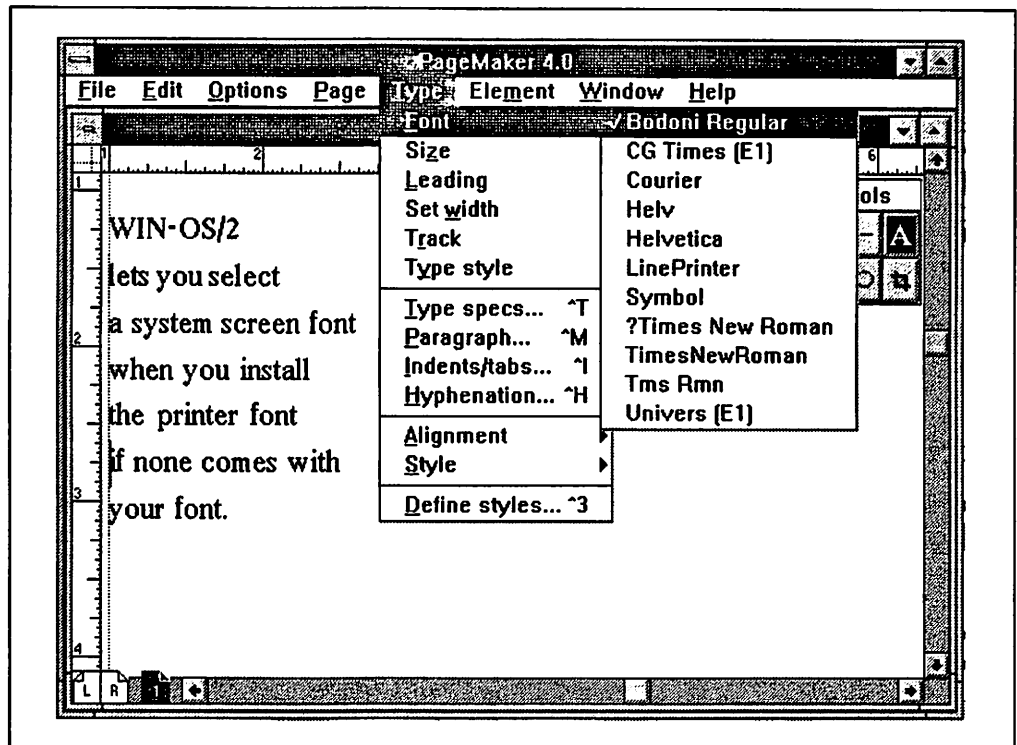 PageMaker 4.0
File Edit Options Page Type Element Window Help
Font
Size
Leading
Set width
Track
Type style
Type specs... ^T
Paragraph... ^M
Indents/tabs... ^I
Hyphenation... ^H
Alignment
Style
Define styles... ^3
√ Bodoni Regular
CG Times (E1)
Courier
Helv
Helvetica
LinePrinter
Symbol
?Times New Roman
TimesNewRoman
Tms Rmn
Univers (E1)
1 2 6
ols
A
1
2
3
4
WIN-OS/2
lets you select
a system screen font
when you install
the printer font
if none comes with
your font.
L R 1